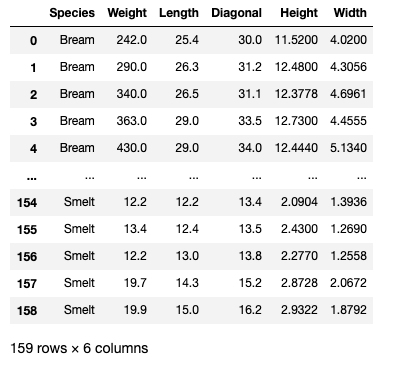 Species Weight Length Diagonal Height Width
0 Bream 242.0 25.4 30.0 11.5200 4.0200
1 Bream 290.0 26.3 31.2 12.4800 4.3056
2 Bream 340.0 26.5 31.1 12.3778 4.6961
3 Bream 363.0 29.0 33.5 12.7300 4.4555
4 Bream 430.0 29.0 34.0 12.4440 5.1340
... ... ... ... ... ... ...
154 Smelt 12.2 12.2 13.4 2.0904 1.3936
155 Smelt 13.4 12.4 13.5 2.4300 1.2690
156 Smelt 12.2 13.0 13.8 2.2770 1.2558
157 Smelt 19.7 14.3 15.2 2.8728 2.0672
158 Smelt 19.9 15.0 16.2 2.9322 1.8792
159 rows × 6 columns